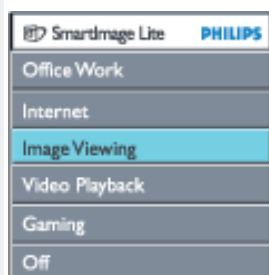 SmartImage Lite PHILIPS
Office Work
Internet
Image Viewing
Video Playback
Gaming
Off